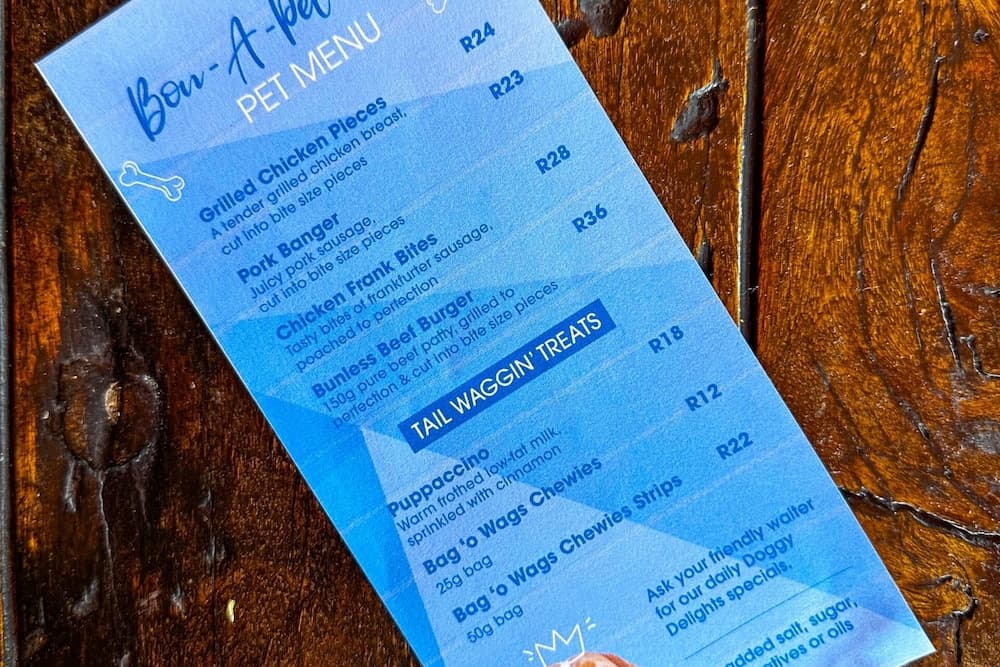 Bon-A-Pet
PET MENU
Grilled Chicken Pieces R24
A tender grilled chicken breast,
cut into bite size pieces
Pork Banger R23
Juicy pork sausage,
cut into bite size pieces
Chicken Frank Bites R28
Tasty bites of frankfurter sausage,
poached to perfection
Bunless Beef Burger R36
150g pure beef patty, grilled to
perfection & cut into bite size pieces
TAIL WAGGIN' TREATS
Puppaccino R18
Warm frothed low-fat milk,
sprinkled with cinnamon
Bag 'o Wags Chewies R12
25g bag
Bag 'o Wags Chewies Strips R22
50g bag
Ask your friendly waiter
for our daily Doggy
Delights specials.
added salt, sugar,
or oils